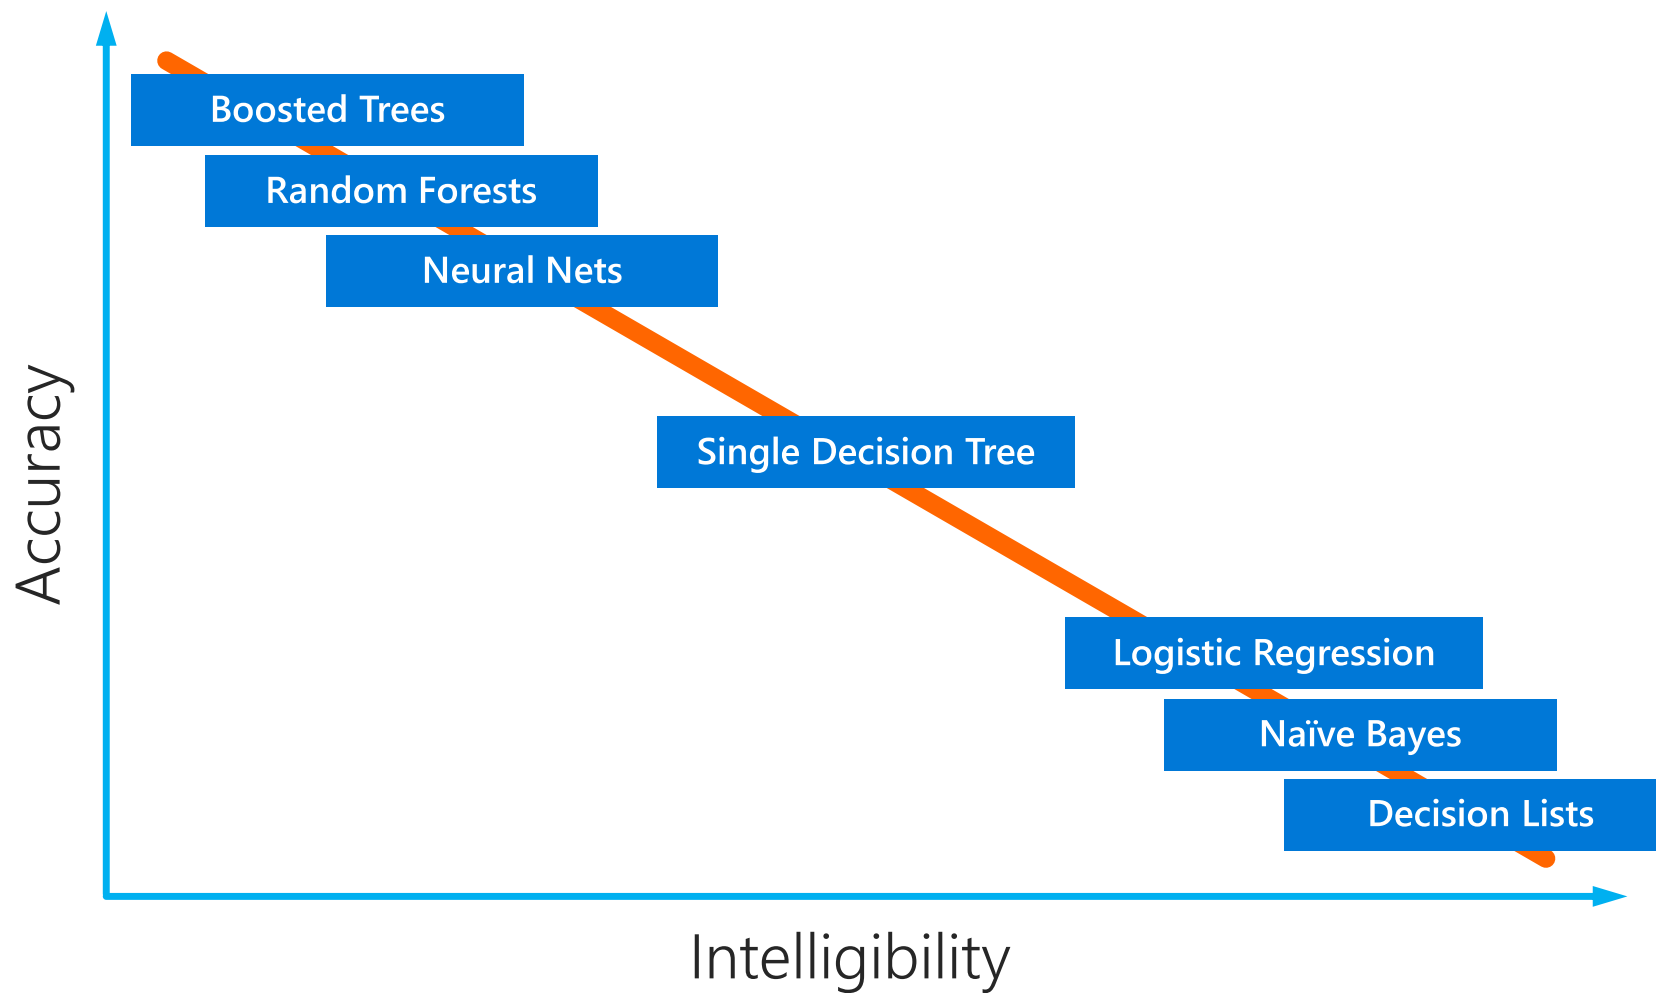 Boosted Trees
Random Forests
Neural Nets
Single Decision Tree
Logistic Regression
Naïve Bayes
Decision Lists
Accuracy
Intelligibility